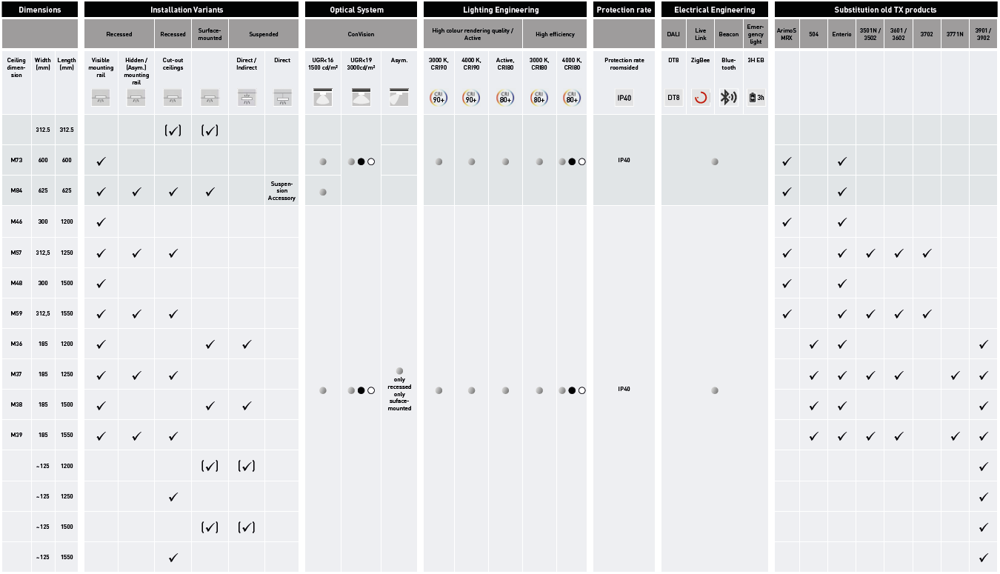 Dimensions Installation Variants Optical System Lighting Engineering Protection rate Electrical Engineering Substitution old TX products
Recessed Recessed Surface-mounted Suspended ConVision High colour rendering quality / Active High efficiency DALI Live Link Beacon Emer-gency light ArimoS MRX 504 Enterio 3501N / 3502 3601 / 3602 3702 3771N 3901 / 3902
Ceiling dimen-sion Width (mm) Length (mm) Visible mounting rail Hidden / (Asym.) mounting rail Cut-out ceilings Direct / Indirect Direct UGR<16 1500 cd/m² UGR<19 3000cd/m² Asym. 3000 K, CRI90 4000 K, CRI90 Active, CRI80 3000 K, CRI80 4000 K, CRI80 Protection rate roomsided DT8 ZigBee Blue-tooth 3H EB
CRI 90+ CRI 90+ CRI 80+ CRI 80+ CRI 80+ IP40 DT8 3h
312.5 312.5 (✓) (✓)
M73 600 600 ✓ IP40 ✓ ✓
M84 625 625 ✓ ✓ ✓ ✓ Suspen-sion Accessory ✓ ✓
M46 300 1200 ✓ ✓ ✓
M57 312,5 1250 ✓ ✓ ✓ ✓ ✓ ✓ ✓ ✓
M48 300 1500 ✓ ✓ ✓
M59 312,5 1550 ✓ ✓ ✓ ✓ ✓ ✓ ✓ ✓
M36 185 1200 ✓ ✓ ✓ ✓ ✓ ✓
M37 185 1250 ✓ ✓ ✓ only recessed only suface-mounted IP40 ✓ ✓ ✓ ✓ ✓ ✓
M38 185 1500 ✓ ✓ ✓ ✓ ✓ ✓
M39 185 1550 ✓ ✓ ✓ ✓ ✓ ✓ ✓ ✓ ✓
~125 1200 (✓) (✓) ✓
~125 1250 ✓ ✓
~125 1500 (✓) (✓) ✓
~125 1550 ✓ ✓